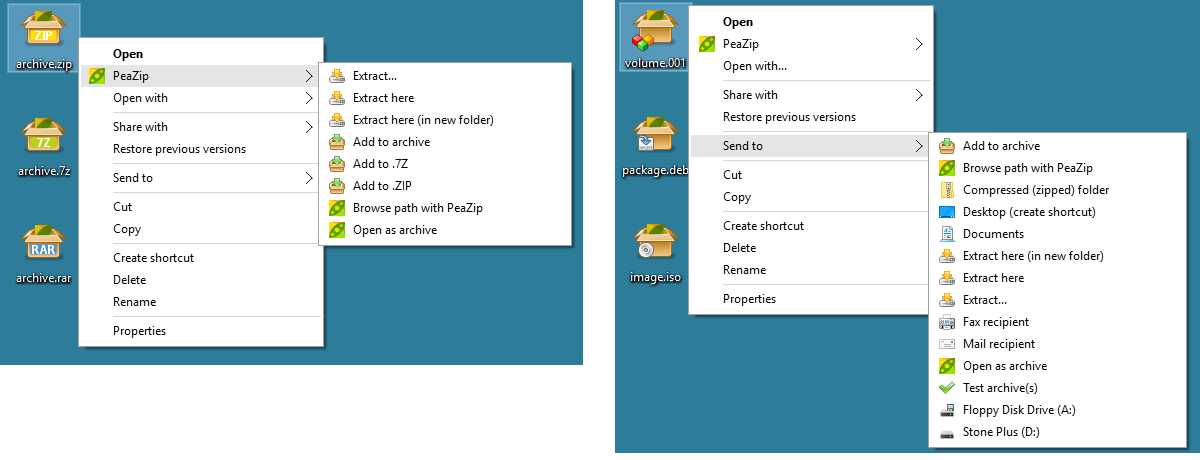 ZIP
archive.zip
7Z
archive.7z
RAR
archive.rar
Open
PeaZip
Open with
Share with
Restore previous versions
Send to
Cut
Copy
Create shortcut
Delete
Rename
Properties
Extract...
Extract here
Extract here (in new folder)
Add to archive
Add to .7Z
Add to .ZIP
Browse path with PeaZip
Open as archive
volume.001
package.deb
image.iso
Open
PeaZip
Open with...
Share with
Restore previous versions
Send to
Cut
Copy
Create shortcut
Delete
Rename
Properties
Add to archive
Browse path with PeaZip
Compressed (zipped) folder
Desktop (create shortcut)
Documents
Extract here (in new folder)
Extract here
Extract...
Fax recipient
Mail recipient
Open as archive
Test archive(s)
Floppy Disk Drive (A:)
Stone Plus (D:)